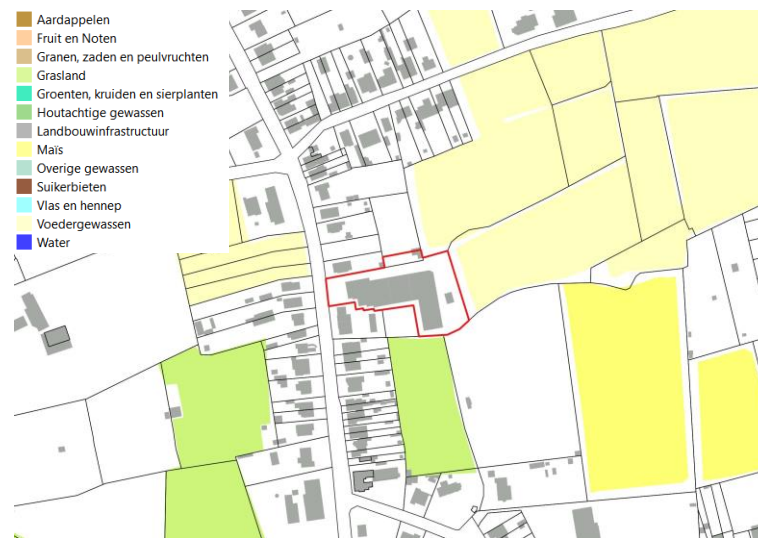 Aardappelen
Fruit en Noten
Granen, zaden en peulvruchten
Grasland
Groenten, kruiden en sierplanten
Houtachtige gewassen
Landbouwinfrastructuur
Maïs
Overige gewassen
Suikerbieten
Vlas en hennep
Voedergewassen
Water